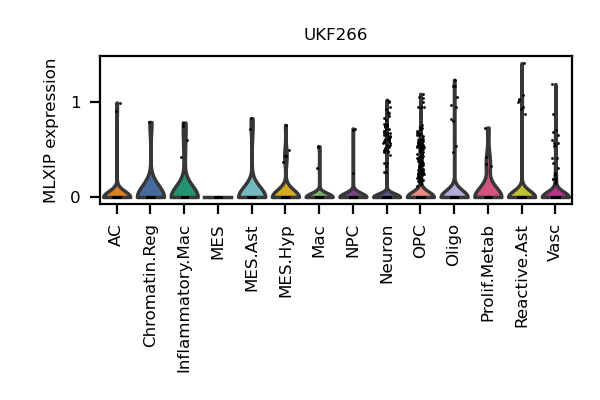 UKF266
MLXIP expression
1
0
AC
Chromatin.Reg
Inflammatory.Mac
MES
MES.Ast
MES.Hyp
Mac
NPC
Neuron
OPC
Oligo
Prolif.Metab
Reactive.Ast
Vasc